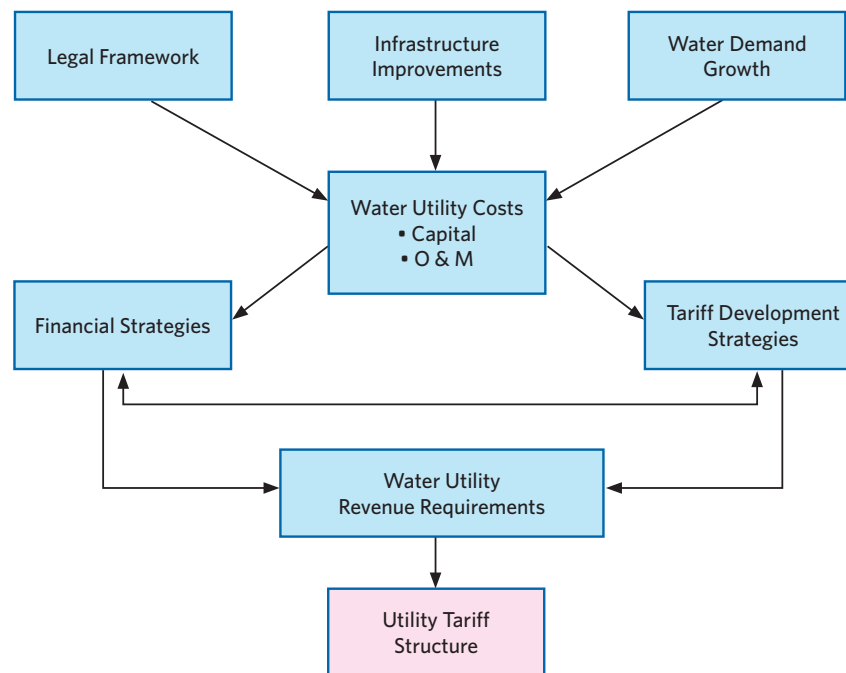 Legal Framework
Infrastructure
Improvements
Water Demand
Growth
Water Utility Costs
▪ Capital
▪ O & M
Financial Strategies
Tariff Development
Strategies
Water Utility
Revenue Requirements
Utility Tariff
Structure